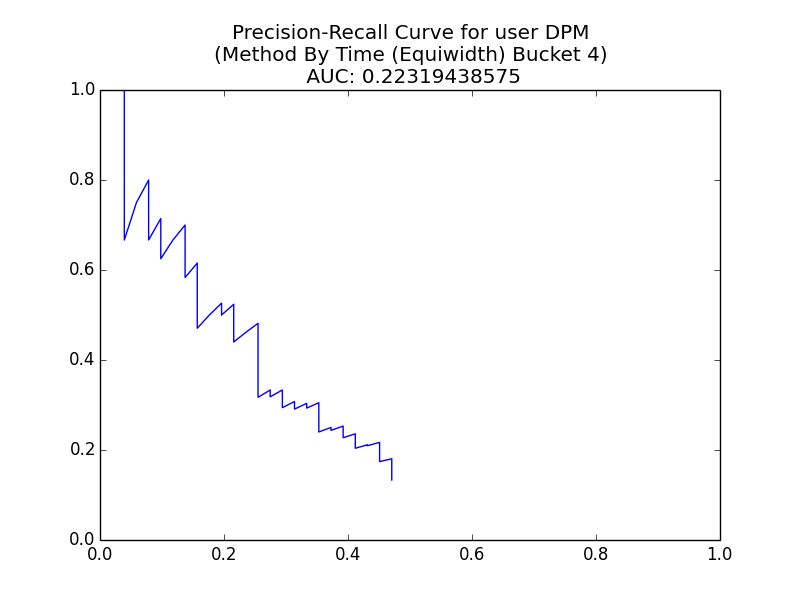 Precision-Recall Curve for user DPM
(Method By Time (Equiwidth) Bucket 4)
AUC: 0.22319438575
1.0
0.8
0.6
0.4
0.2
0.0
0.0 0.2 0.4 0.6 0.8 1.0